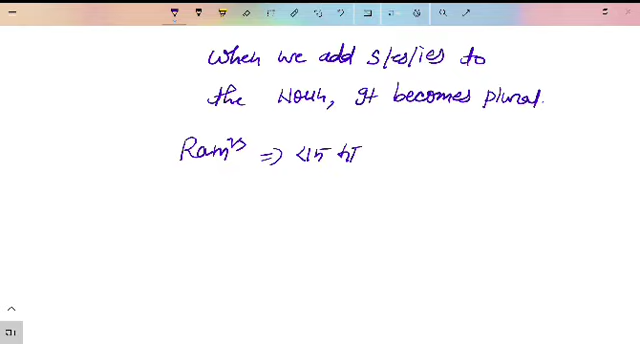 When we add s/es/ies to
the Noun, It becomes plural.
Ram's ⇒